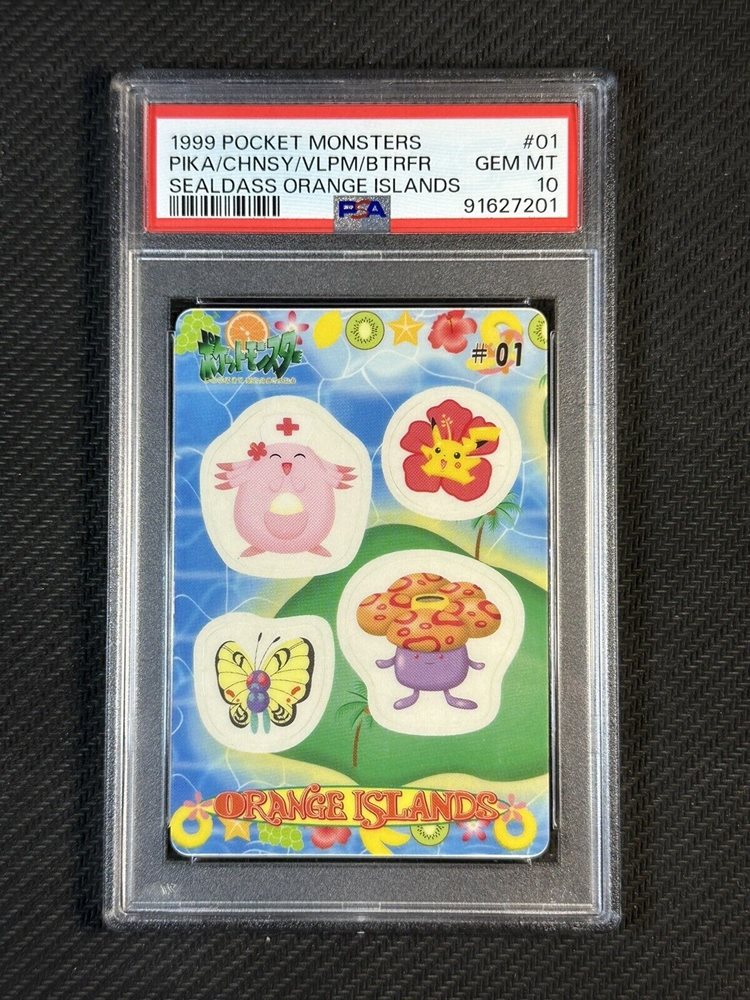 1999 POCKET MONSTERS #01
PIKA/CHNSY/VLPM/BTRFR GEM MT
SEALDASS ORANGE ISLANDS 10
PSA 91627201
ポケットモンスター
#01
ORANGE ISLANDS